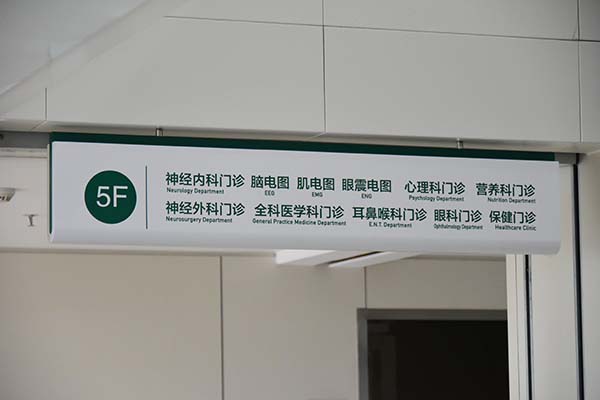 5F
神经内科门诊 脑电图 肌电图 眼震电图 心理科门诊 营养科门诊
Neurology Department EEG EMG ENG Psychology Department Nutrition Department
神经外科门诊 全科医学科门诊 耳鼻喉科门诊 眼科门诊 保健门诊
Neurosurgery Department General Practice Medicine Department E.N.T. Department Ophthalmology Department Healthcare Clinic